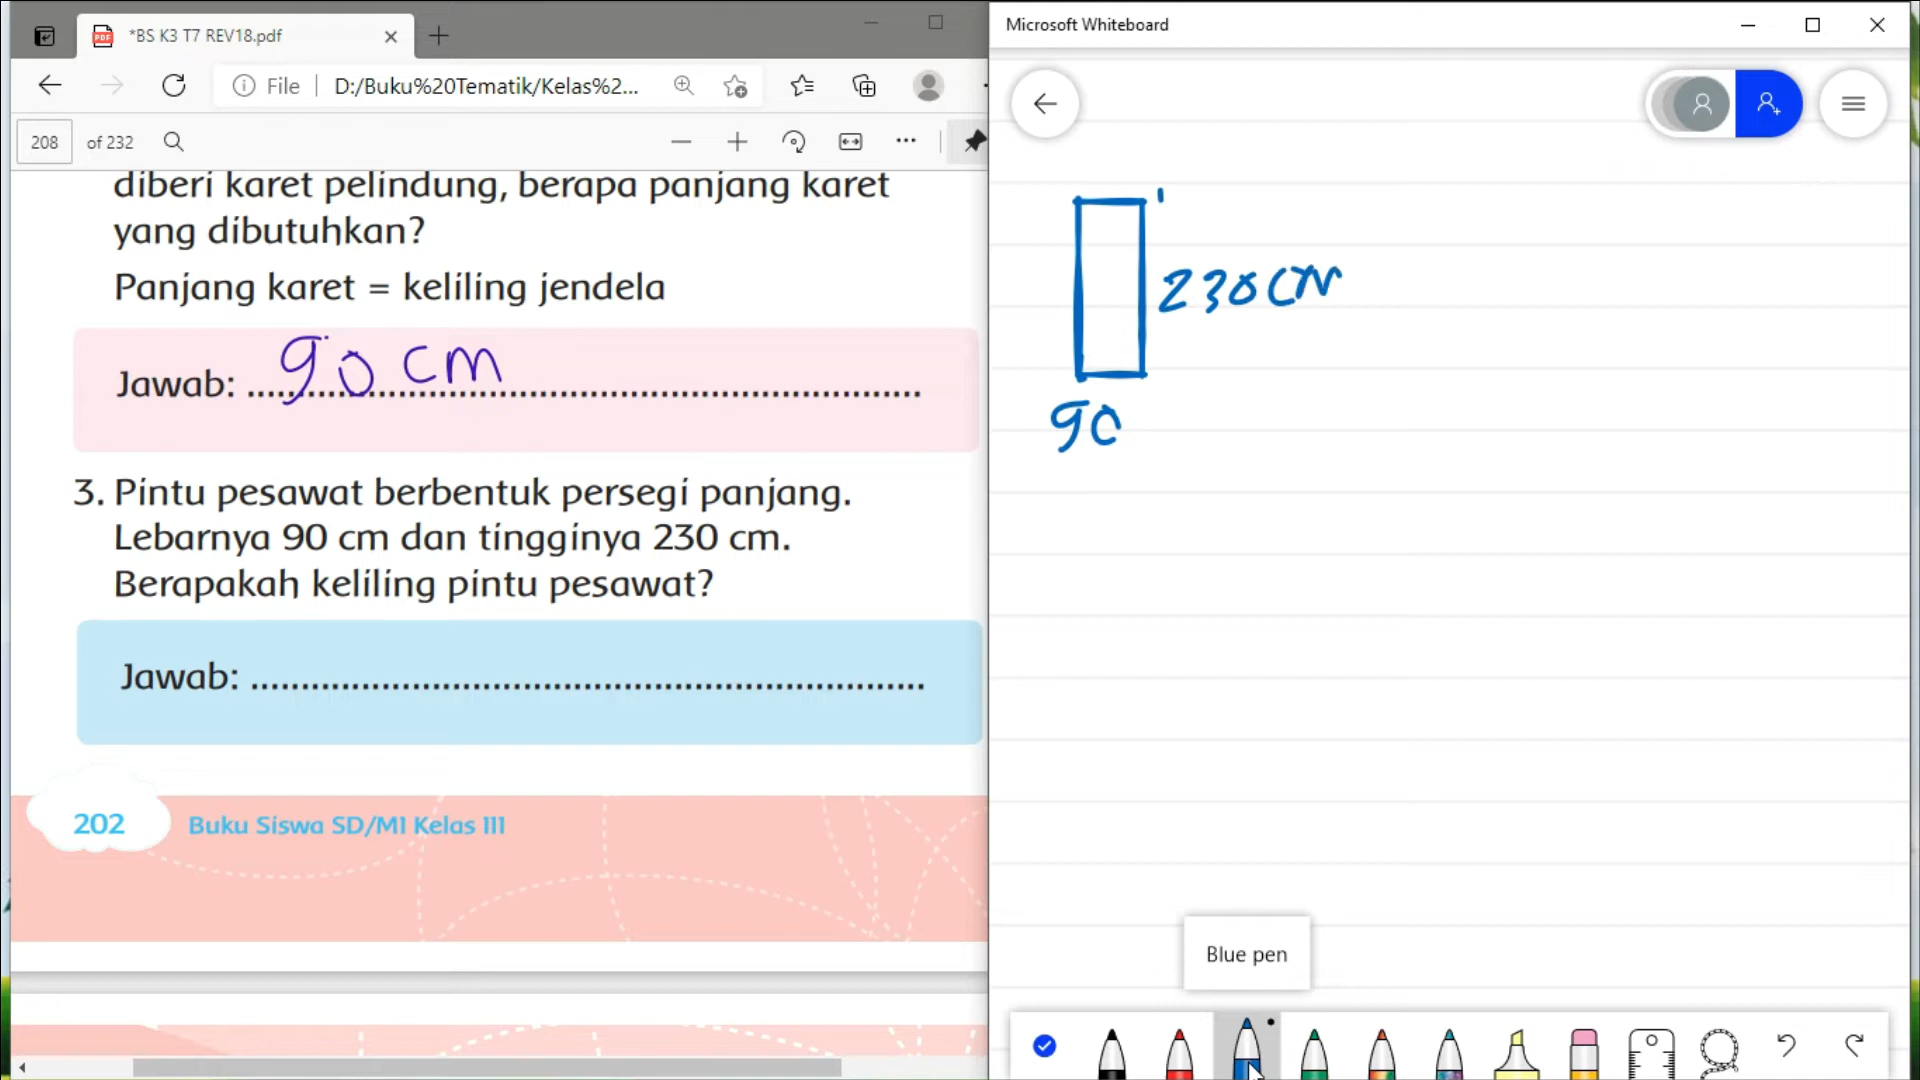 *BS K3 T7 REV18.pdf
File
D:/Buku%20Tematik/Kelas%2...
208 of 232
diberi karet pelindung, berapa panjang karet
yang dibutuhkan?
Panjang karet = keliling jendela
Jawab: 90 cm
3. Pintu pesawat berbentuk persegi panjang.
Lebarnya 90 cm dan tingginya 230 cm.
Berapakah keliling pintu pesawat?
Jawab: ..................................................................
202
Buku Siswa SD/MI Kelas III
Microsoft Whiteboard
230 cm
90
Blue pen